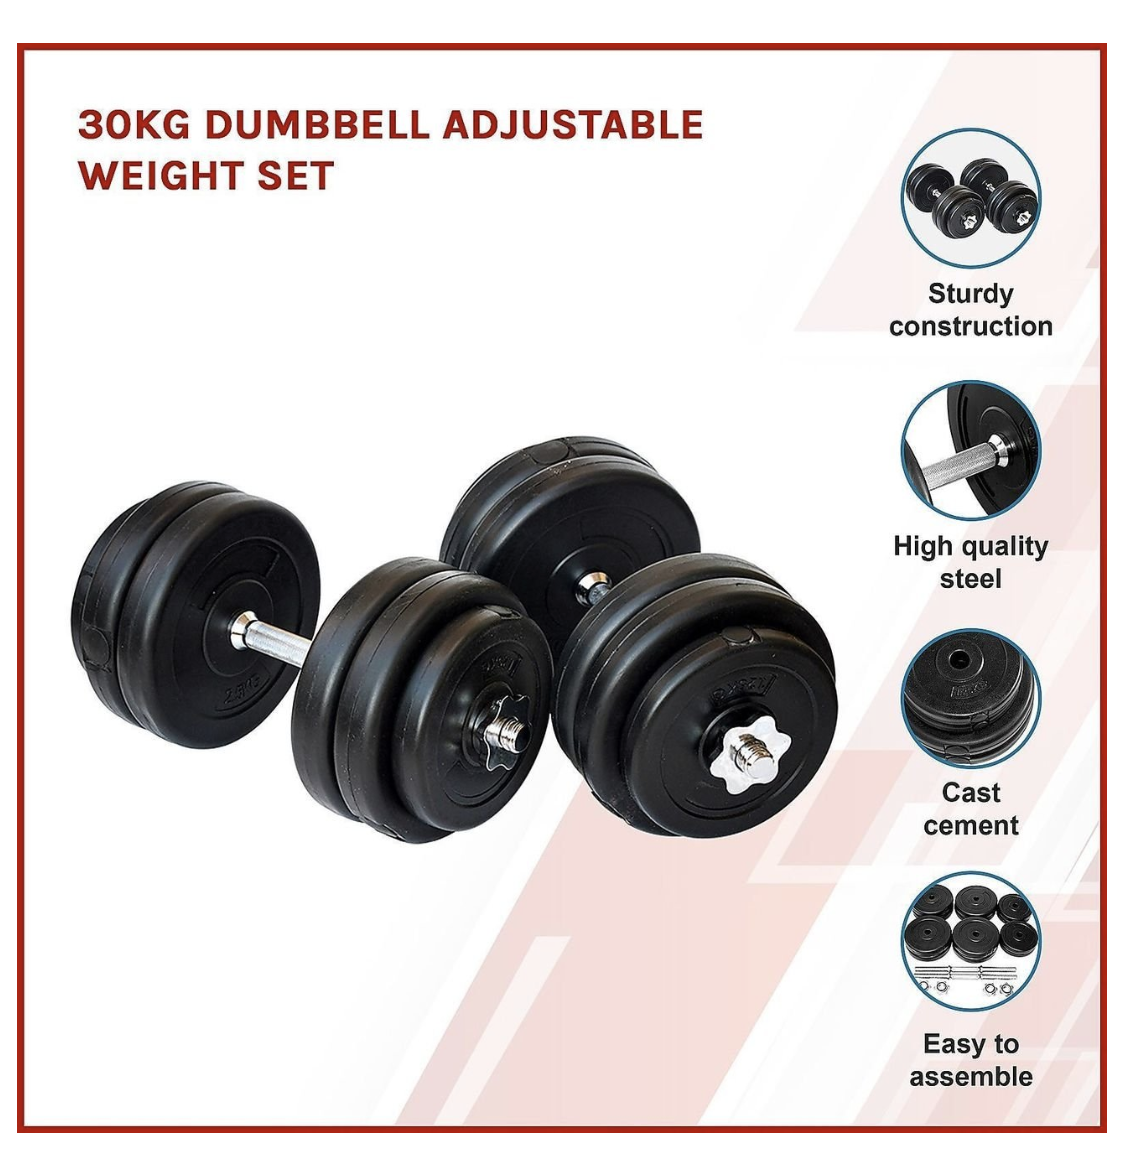 30KG DUMBBELL ADJUSTABLE
WEIGHT SET
Sturdy
construction
High quality
steel
Cast
cement
Easy to
assemble